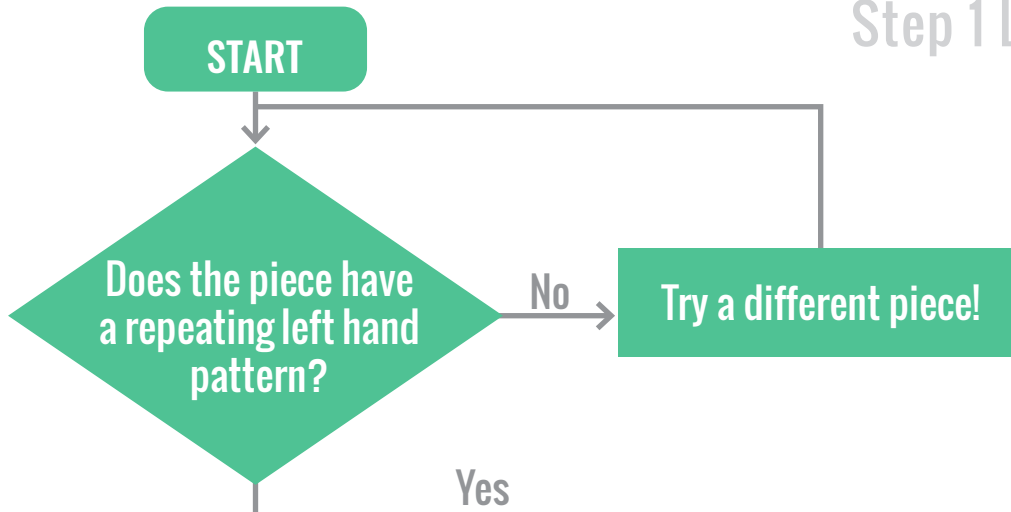 Step 1
START
Does the piece have
a repeating left hand
pattern?
No
Try a different piece!
Yes